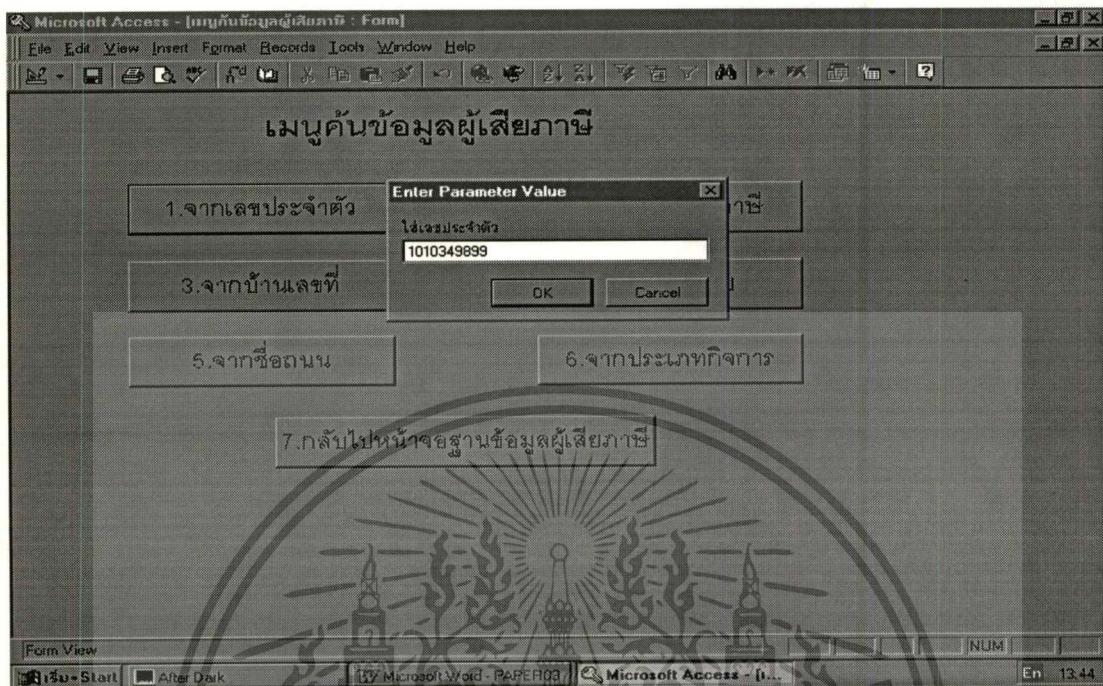 Microsoft Access - [เมนูค้นข้อมูลผู้เสียภาษี : Form]
File Edit View Insert Format Records Tools Window Help
เมนูค้นข้อมูลผู้เสียภาษี
Enter Parameter Value
1.จากเลขประจำตัว
ใส่เลขประจำตัว
1010349899
OK
Cancel
3.จากบ้านเลขที่
5.จากชื่อถนน
6.จากประเภทกิจการ
7.กลับไปหน้าจอฐานข้อมูลผู้เสียภาษี
Form View
NUM
เริ่ม-Start
After Dark
Microsoft Word - PAPER03
Microsoft Access - [เ...
En 13:44